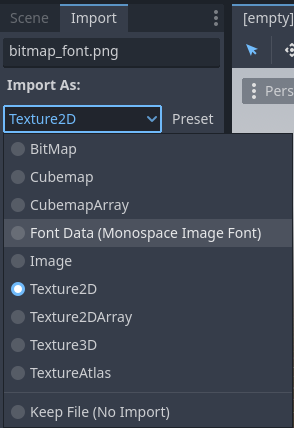 Scene Import [empty]
bitmap_font.png
Import As:
Pers
Texture2D Preset
BitMap
Cubemap
CubemapArray
Font Data (Monospace Image Font)
Image
Texture2D
Texture2DArray
Texture3D
TextureAtlas
Keep File (No Import)